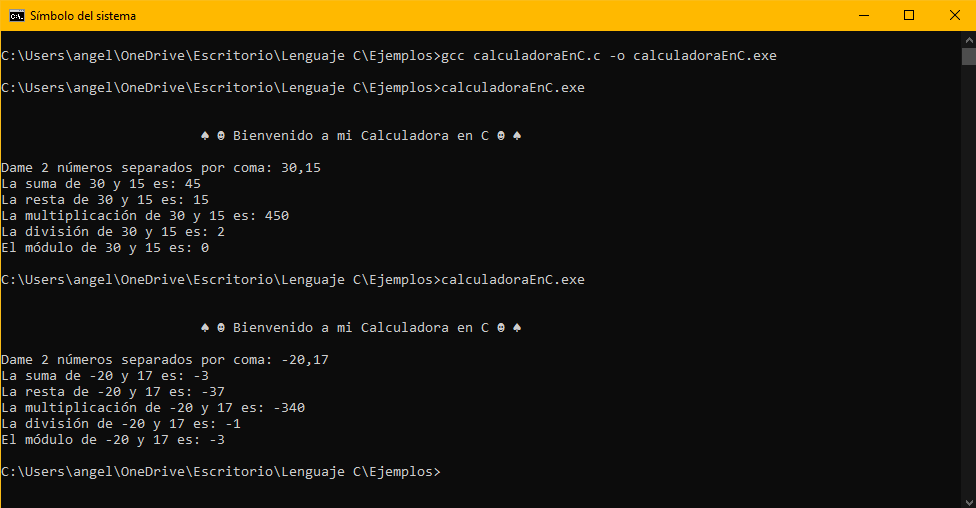 Símbolo del sistema
C:\Users\angel\OneDrive\Escritorio\Lenguaje C\Ejemplos>gcc calculadoraEnC.c -o calculadoraEnC.exe
C:\Users\angel\OneDrive\Escritorio\Lenguaje C\Ejemplos>calculadoraEnC.exe
♠ ☻ Bienvenido a mi Calculadora en C ☻ ♠
Dame 2 números separados por coma: 30,15
La suma de 30 y 15 es: 45
La resta de 30 y 15 es: 15
La multiplicación de 30 y 15 es: 450
La división de 30 y 15 es: 2
El módulo de 30 y 15 es: 0
C:\Users\angel\OneDrive\Escritorio\Lenguaje C\Ejemplos>calculadoraEnC.exe
♠ ☻ Bienvenido a mi Calculadora en C ☻ ♠
Dame 2 números separados por coma: -20,17
La suma de -20 y 17 es: -3
La resta de -20 y 17 es: -37
La multiplicación de -20 y 17 es: -340
La división de -20 y 17 es: -1
El módulo de -20 y 17 es: -3
C:\Users\angel\OneDrive\Escritorio\Lenguaje C\Ejemplos>